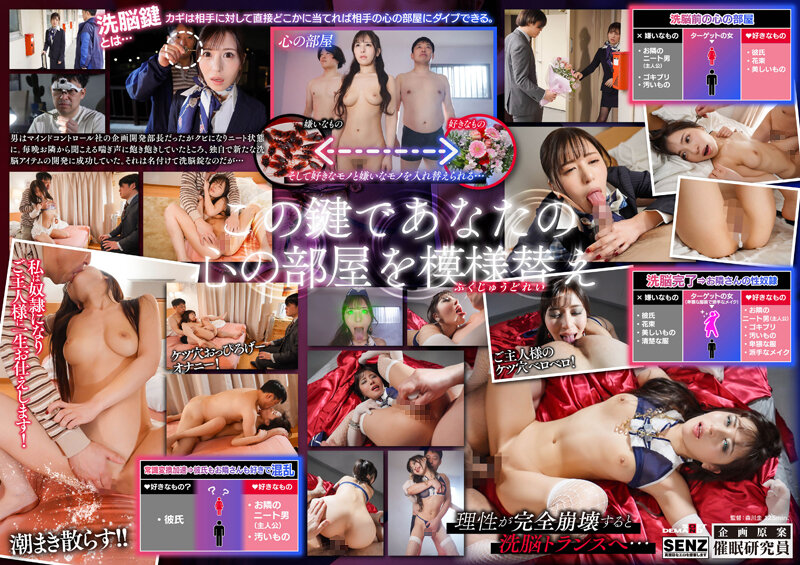 洗脳鍵
とは…
カギは相手に対して直接どこかに当てれば相手の心の部屋にダイブできる。
男はマインドコントロール社の企画開発部長だったがクビになりニート状態
に、毎晩お隣から聞こえる喘ぎ声に飽き飽きしていたところ、独自で新たな洗
脳アイテムの開発に成功していた。それは名付けて洗脳錠なのだが…
心の部屋
嫌いなもの
好きなもの
そして好きなモノと嫌いなモノを入れ替えられる…
洗脳前の心の部屋
×嫌いなもの
ターゲットの女
♥好きなもの
・お隣の
ニート男
(主人公)
・ゴキブリ
・汚いもの
・彼氏
・花束
・美しいもの
この鍵であなたの
心の部屋を模様替え
ふくじゅうどれい
私は奴隷になり
ご主人様に一生お仕えします!
ケツ穴おっぴろげ
オナニー!
洗脳完了⇒お隣さんの性奴隷
×嫌いなもの
ターゲットの女
♥好きなもの
・彼氏
・花束
・美しいもの
・清楚な服
・お隣の
ニート男(主人公)
・ゴキブリ
・汚いもの
・卑猥な服
・派手なメイク
ご主人様の
ケツ穴ベロベロ!
常識変換加速⇒彼氏もお隣さんも好きで混乱
♥好きなもの?
♥好きなもの
・彼氏
・お隣の
ニート男
(主人公)
・汚いもの
潮まき散らす!!
理性が完全崩壊すると
洗脳トランスへ…
監督:森川圭
SENZ
企画原案
催眠研究員